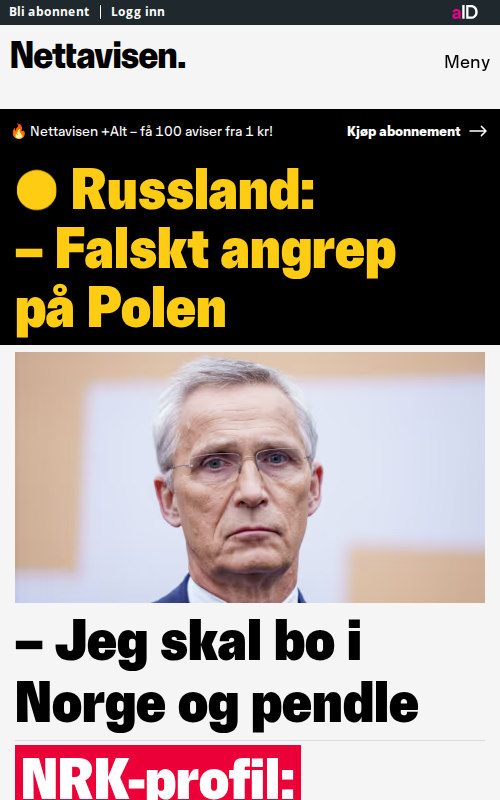 Bli abonnent | Logg inn
aID
Nettavisen.
Meny
🔥 Nettavisen +Alt – få 100 aviser fra 1 kr!
Kjøp abonnement →
Russland:
– Falskt angrep
på Polen
– Jeg skal bo i
Norge og pendle
NRK-profil: